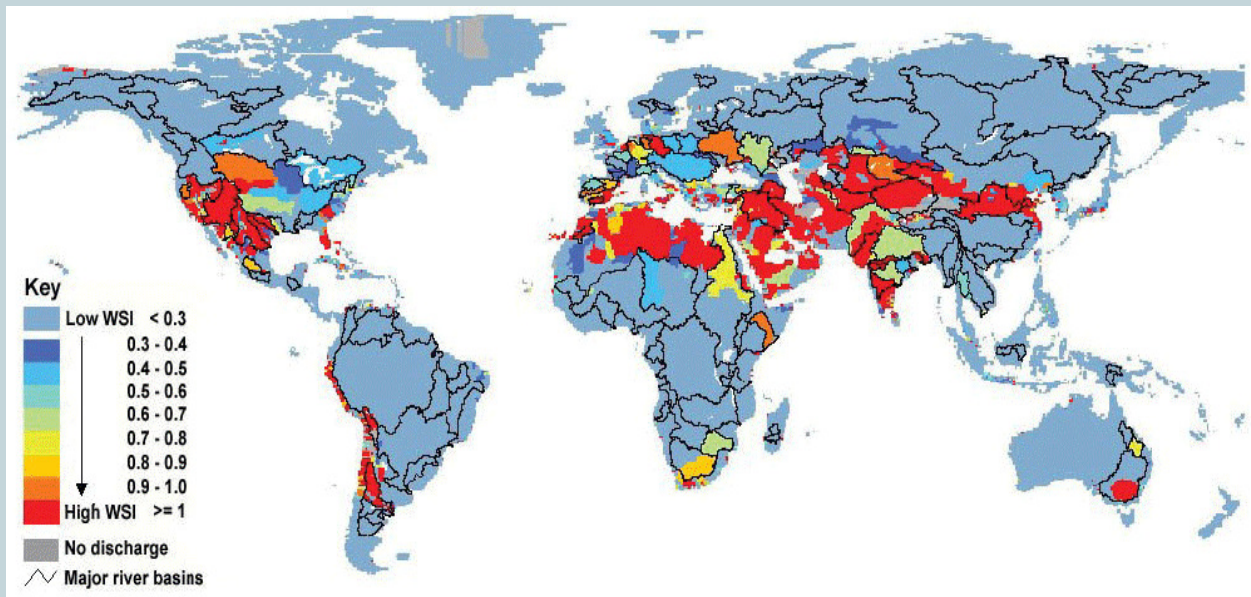 Key
Low WSI < 0.3
0.3 - 0.4
0.4 - 0.5
0.5 - 0.6
0.6 - 0.7
0.7 - 0.8
0.8 - 0.9
0.9 - 1.0
High WSI >= 1
No discharge
Major river basins